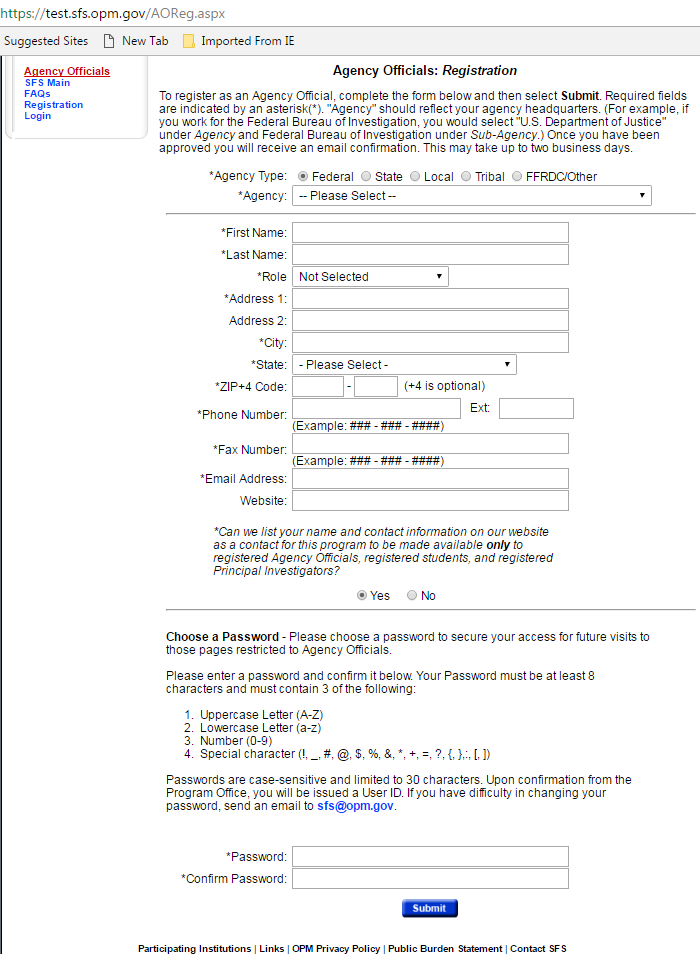 https://test.sfs.opm.gov/AOReg.aspx
Suggested Sites New Tab Imported From IE
Agency Officials
SFS Main
FAQs
Registration
Login
Agency Officials: Registration
To register as an Agency Official, complete the form below and then select Submit. Required fields
are indicated by an asterisk(*). "Agency" should reflect your agency headquarters. (For example, if
you work for the Federal Bureau of Investigation, you would select "U.S. Department of Justice"
under Agency and Federal Bureau of Investigation under Sub-Agency.) Once you have been
approved you will receive an email confirmation. This may take up to two business days.
*Agency Type: Federal State Local Tribal FFRDC/Other
*Agency: -- Please Select --
*First Name:
*Last Name:
*Role Not Selected
*Address 1:
Address 2:
*City:
*State: - Please Select -
*ZIP+4 Code: - (+4 is optional)
*Phone Number: Ext:
(Example: ### - ### - ####)
*Fax Number:
(Example: ### - ### - ####)
*Email Address:
Website:
*Can we list your name and contact information on our website
as a contact for this program to be made available only to
registered Agency Officials, registered students, and registered
Principal Investigators?
Yes No
Choose a Password - Please choose a password to secure your access for future visits to
those pages restricted to Agency Officials.
Please enter a password and confirm it below. Your Password must be at least 8
characters and must contain 3 of the following:
1. Uppercase Letter (A-Z)
2. Lowercase Letter (a-z)
3. Number (0-9)
4. Special character (!, _, #, @, $, %, &, *, +, =, ?, {, },:, [, ])
Passwords are case-sensitive and limited to 30 characters. Upon confirmation from the
Program Office, you will be issued a User ID. If you have difficulty in changing your
password, send an email to sfs@opm.gov.
*Password:
*Confirm Password:
Submit
Participating Institutions | Links | OPM Privacy Policy | Public Burden Statement | Contact SFS